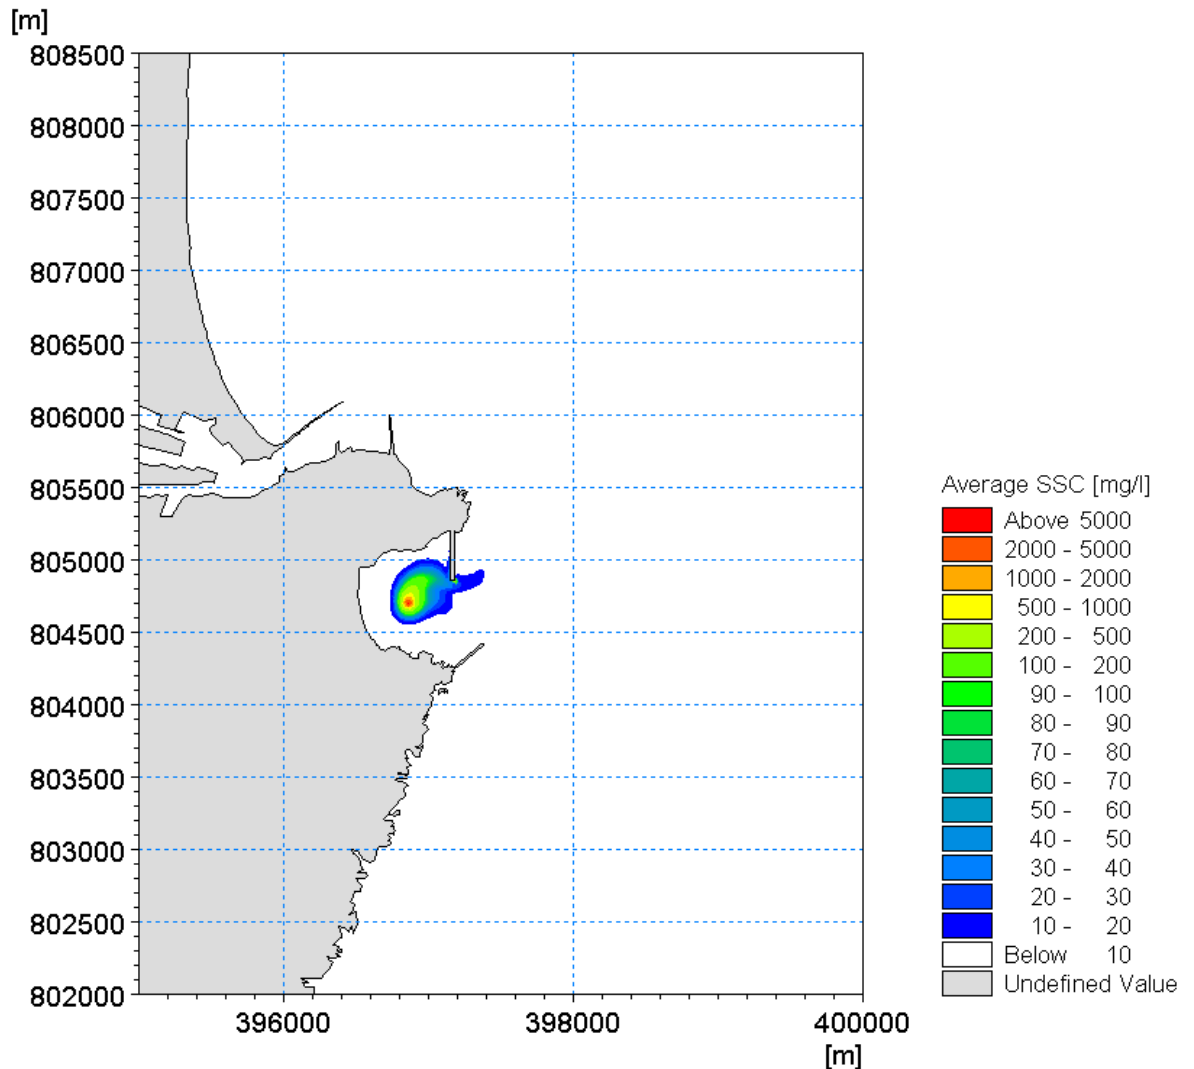 [m]
808500
808000
807500
807000
806500
806000
805500
805000
804500
804000
803500
803000
802500
802000
396000 398000 400000
[m]
Average SSC [mg/l]
Above 5000
2000 - 5000
1000 - 2000
500 - 1000
200 - 500
100 - 200
90 - 100
80 - 90
70 - 80
60 - 70
50 - 60
40 - 50
30 - 40
20 - 30
10 - 20
Below 10
Undefined Value